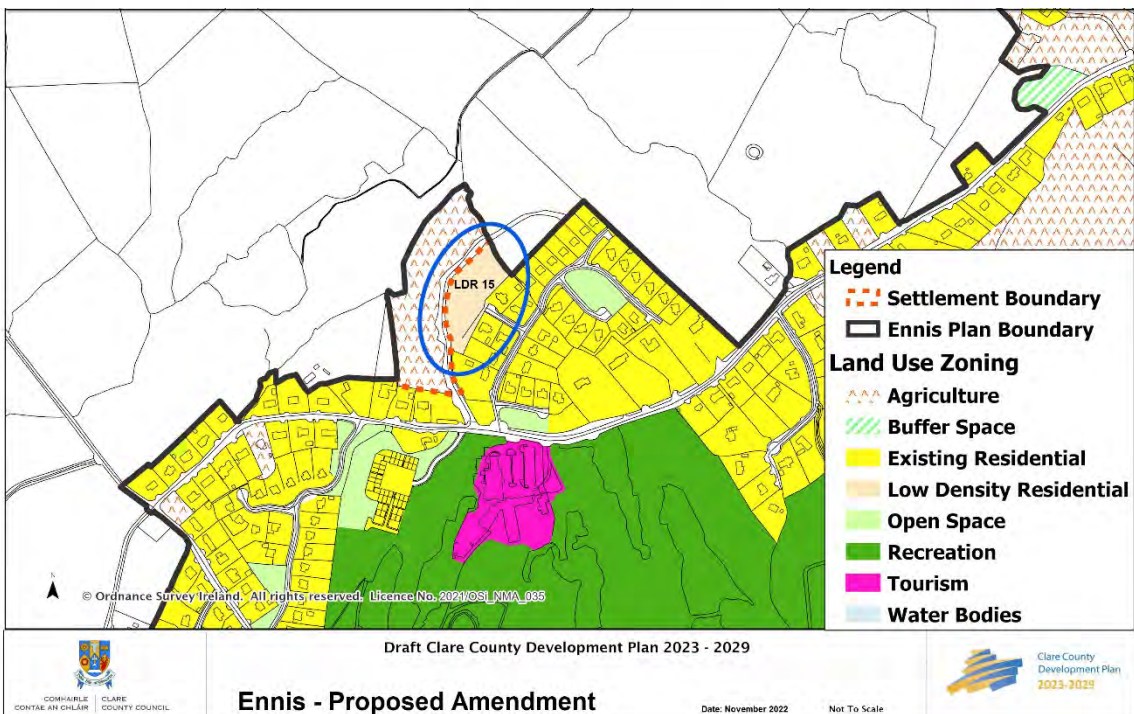 LDR 15
Legend
Settlement Boundary
Ennis Plan Boundary
Land Use Zoning
Agriculture
Buffer Space
Existing Residential
Low Density Residential
Open Space
Recreation
Tourism
Water Bodies
N
© Ordnance Survey Ireland. All rights reserved. Licence No. 2021/OSi_NMA_035
Draft Clare County Development Plan 2023 - 2029
COMHAIRLE CONTAE AN CHLÁIR
CLARE COUNTY COUNCIL
Ennis - Proposed Amendment
Date: November 2022 Not To Scale
Clare County
Development Plan
2023-2029